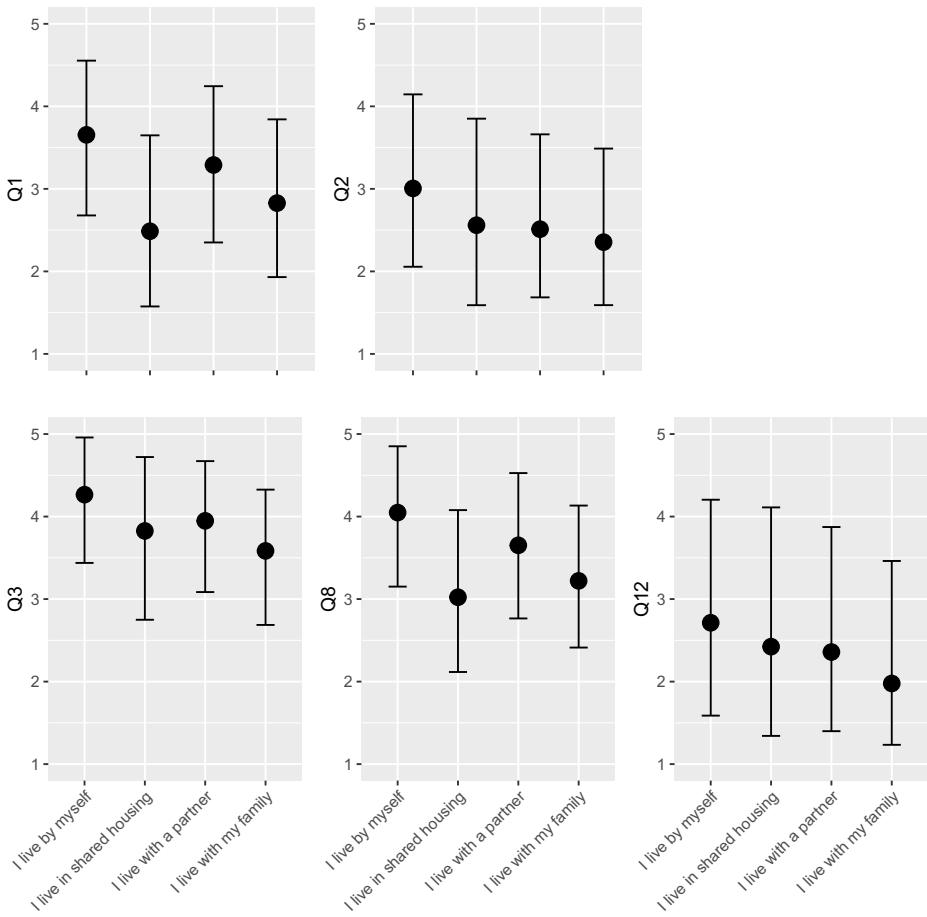 Q1
5
4
3
2
1
Q2
5
4
3
2
1
Q3
5
4
3
2
1
I live by myself
I live in shared housing
I live with a partner
I live with my family
Q8
5
4
3
2
1
I live by myself
I live in shared housing
I live with a partner
I live with my family
Q12
5
4
3
2
1
I live by myself
I live in shared housing
I live with a partner
I live with my family